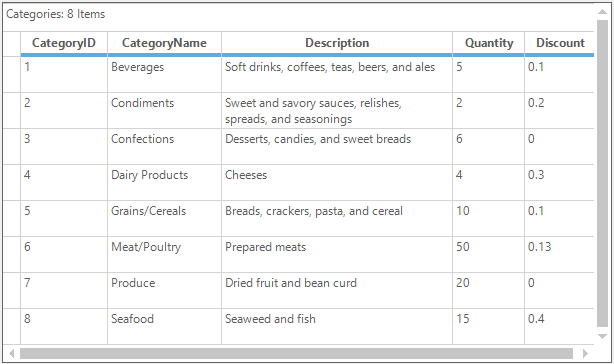 Categories: 8 Items
CategoryID CategoryName Description Quantity Discount
1 Beverages Soft drinks, coffees, teas, beers, and ales 5 0.1
2 Condiments Sweet and savory sauces, relishes, 2 0.2
spreads, and seasonings
3 Confections Desserts, candies, and sweet breads 6 0
4 Dairy Products Cheeses 4 0.3
5 Grains/Cereals Breads, crackers, pasta, and cereal 10 0.1
6 Meat/Poultry Prepared meats 50 0.13
7 Produce Dried fruit and bean curd 20 0
8 Seafood Seaweed and fish 15 0.4